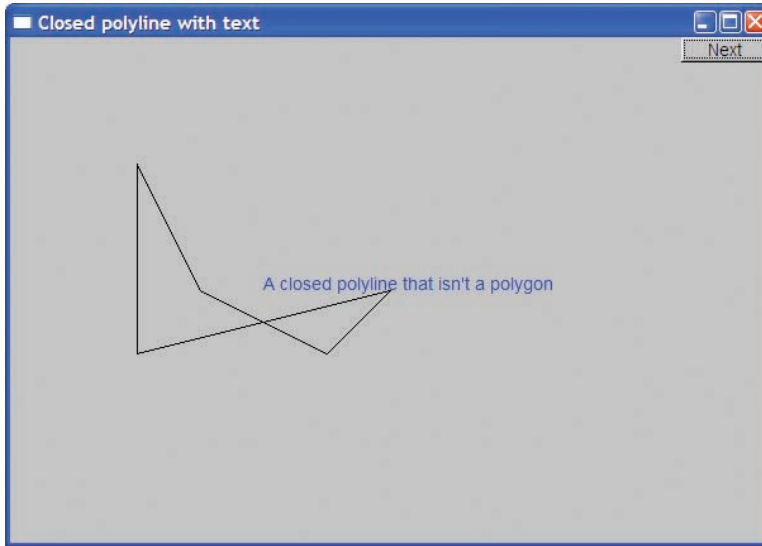 Closed polyline with text
Next
A closed polyline that isn't a polygon